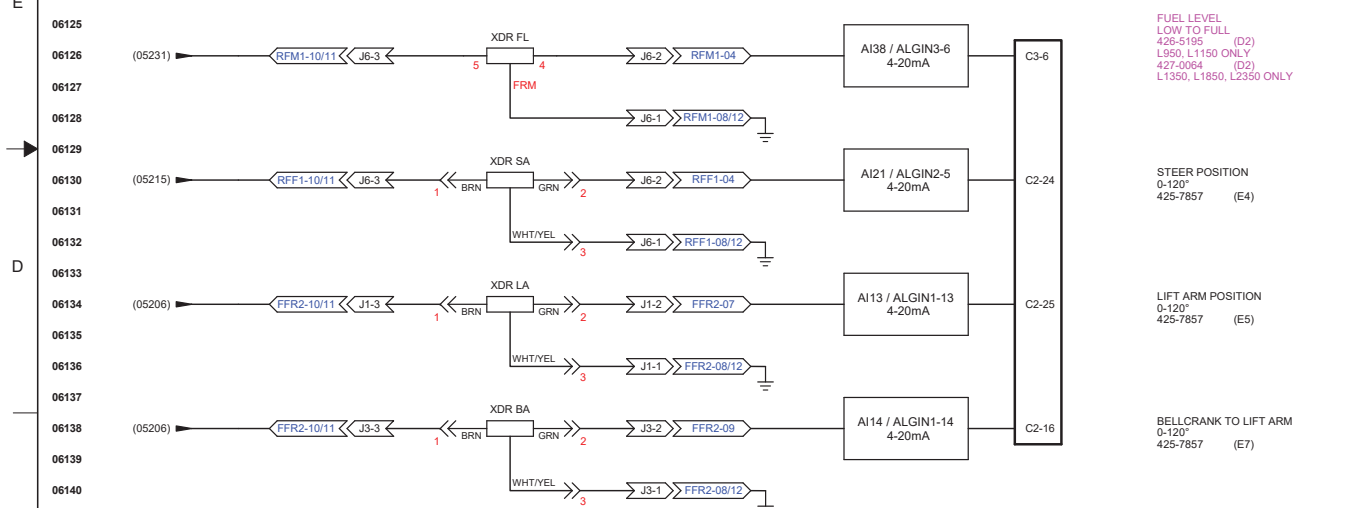 E
06125
FUEL LEVEL
LOW TO FULL
426-5195 (D2)
L950, L1150 ONLY
427-0064 (D2)
L1350, L1850, L2350 ONLY
XDR FL
06126 (05231) RFM1-10/11 J6-3 5 4 J6-2 RFM1-04 AI38 / ALGIN3-6 C3-6
4-20mA
06127 FRM
06128 J6-1 RFM1-08/12
06129
XDR SA
06130 (05215) RFF1-10/11 J6-3 1 BRN GRN 2 J6-2 RFF1-04 AI21 / ALGIN2-5 C2-24
4-20mA
STEER POSITION
0-120°
425-7857 (E4)
06131
06132 WHT/YEL 3 J6-1 RFF1-08/12
D
06133
XDR LA
06134 (05206) FFR2-10/11 J1-3 1 BRN GRN 2 J1-2 FFR2-07 AI13 / ALGIN1-13 C2-25
4-20mA
LIFT ARM POSITION
0-120°
425-7857 (E5)
06135
06136 WHT/YEL 3 J1-1 FFR2-08/12
06137
XDR BA
06138 (05206) FFR2-10/11 J3-3 1 BRN GRN 2 J3-2 FFR2-09 AI14 / ALGIN1-14 C2-16
4-20mA
BELLCRANK TO LIFT ARM
0-120°
425-7857 (E7)
06139
06140 WHT/YEL 3 J3-1 FFR2-08/12